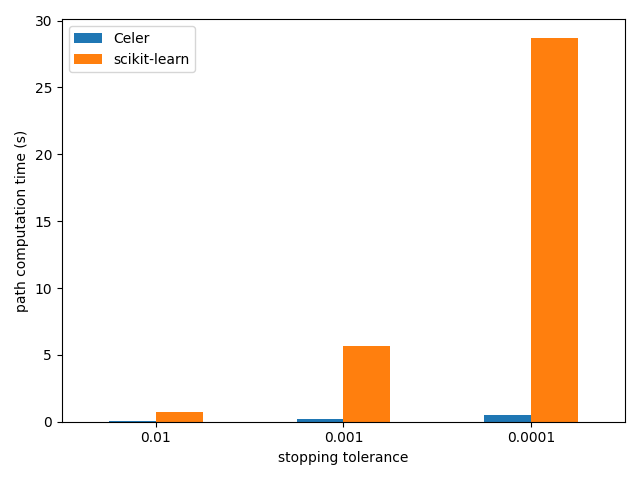 Celer
scikit-learn
path computation time (s)
30
25
20
15
10
5
0
0.01 0.001 0.0001
stopping tolerance